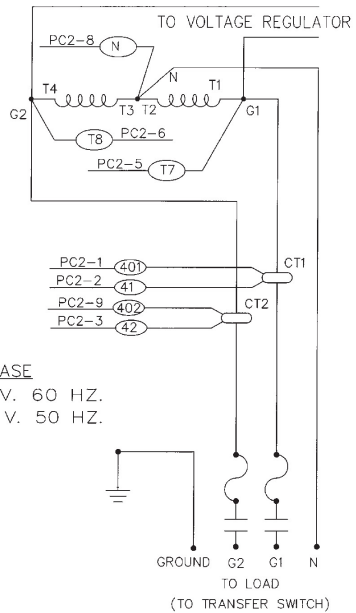 TO VOLTAGE REGULATOR
PC2-8 N
N
T4 T3 T2 T1
G2 G1
T8 PC2-6
PC2-5 T7
PC2-1 401 CT1
PC2-2 41
PC2-9 402 CT2
PC2-3 42
ASE
V. 60 HZ.
V. 50 HZ.
GROUND G2 G1 N
TO LOAD
(TO TRANSFER SWITCH)